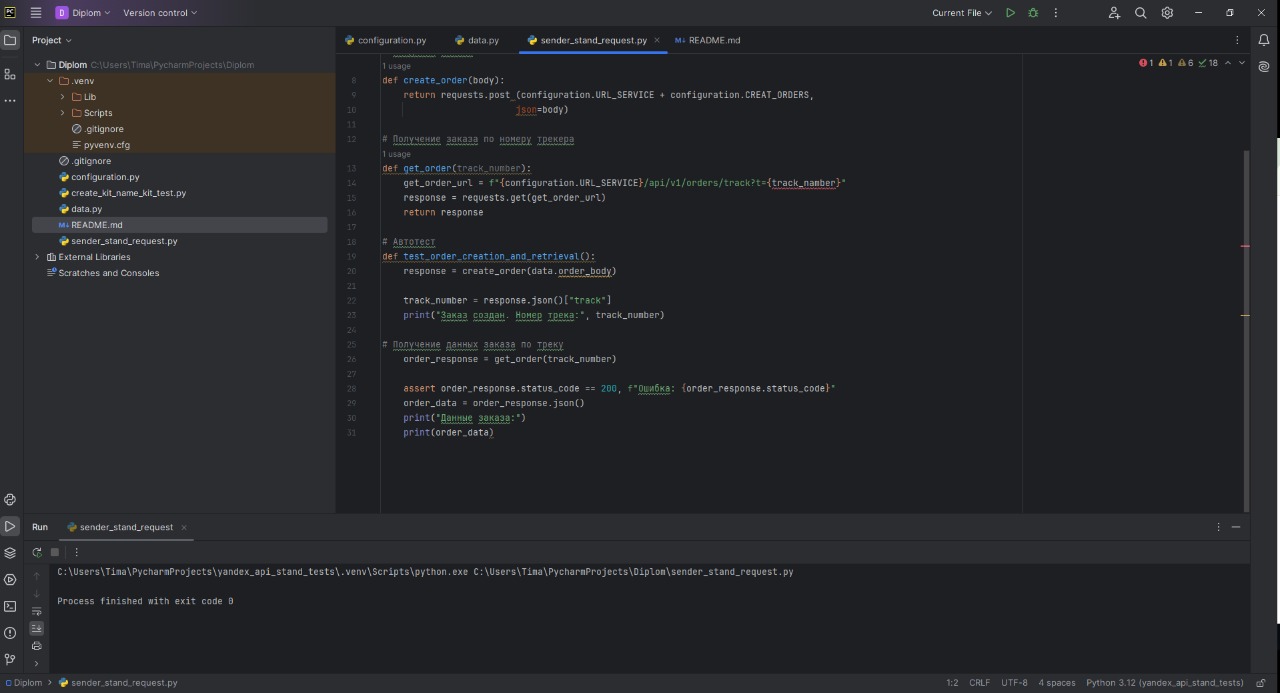 Diplom
Version control
Current File
Project
configuration.py
data.py
sender_stand_request.py
README.md
Diplom C:\Users\Tima\PycharmProjects\Diplom
.venv
Lib
Scripts
.gitignore
pyvenv.cfg
.gitignore
configuration.py
create_kit_name_kit_test.py
data.py
README.md
sender_stand_request.py
External Libraries
Scratches and Consoles
1 1 6 18
1 usage
8 def create_order(body):
9 return requests.post (configuration.URL_SERVICE + configuration.CREAT_ORDERS,
10 json=body)
11
12 # Получение заказа по номеру трекера
1 usage
13 def get_order(track_number):
14 get_order_url = f"{configuration.URL_SERVICE}/api/v1/orders/track?t={track_namber}"
15 response = requests.get(get_order_url)
16 return response
17
18 # Автотест
19 def test_order_creation_and_retrieval():
20 response = create_order(data.order_body)
21
22 track_number = response.json()["track"]
23 print("Заказ создан. Номер трека:", track_number)
24
25 # Получение данных заказа по треку
26 order_response = get_order(track_number)
27
28 assert order_response.status_code == 200, f"Ошибка: {order_response.status_code}"
29 order_data = order_response.json()
30 print("Данные заказа:")
31 print(order_data)
Run sender_stand_request
C:\Users\Tima\PycharmProjects\yandex_api_stand_tests\.venv\Scripts\python.exe C:\Users\Tima\PycharmProjects\Diplom\sender_stand_request.py
Process finished with exit code 0
Diplom > sender_stand_request.py
1:2 CRLF UTF-8 4 spaces Python 3.12 (yandex_api_stand_tests)